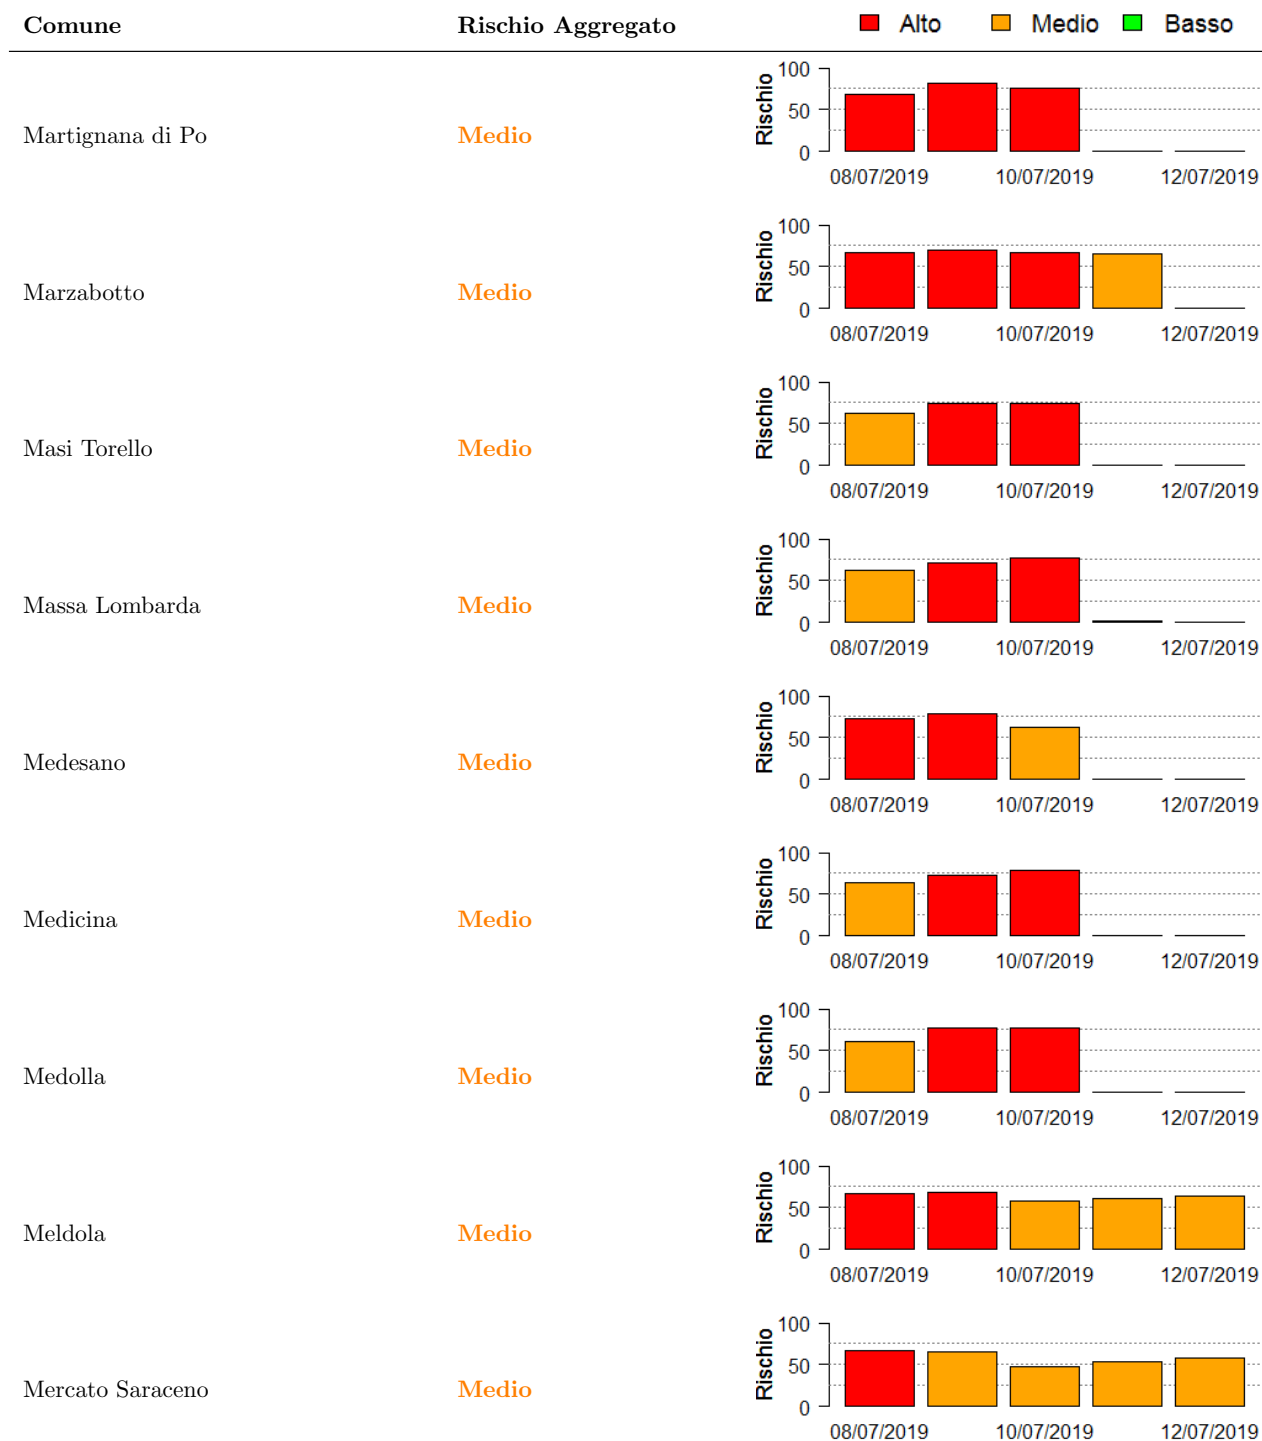 Comune Rischio Aggregato Alto Medio Basso
100
50
0
Rischio
Martignana di Po Medio
08/07/2019 10/07/2019 12/07/2019
100
50
0
Rischio
Marzabotto Medio
08/07/2019 10/07/2019 12/07/2019
100
50
0
Rischio
Masi Torello Medio
08/07/2019 10/07/2019 12/07/2019
100
50
0
Rischio
Massa Lombarda Medio
08/07/2019 10/07/2019 12/07/2019
100
50
0
Rischio
Medesano Medio
08/07/2019 10/07/2019 12/07/2019
100
50
0
Rischio
Medicina Medio
08/07/2019 10/07/2019 12/07/2019
100
50
0
Rischio
Medolla Medio
08/07/2019 10/07/2019 12/07/2019
100
50
0
Rischio
Meldola Medio
08/07/2019 10/07/2019 12/07/2019
100
50
0
Rischio
Mercato Saraceno Medio
08/07/2019 10/07/2019 12/07/2019